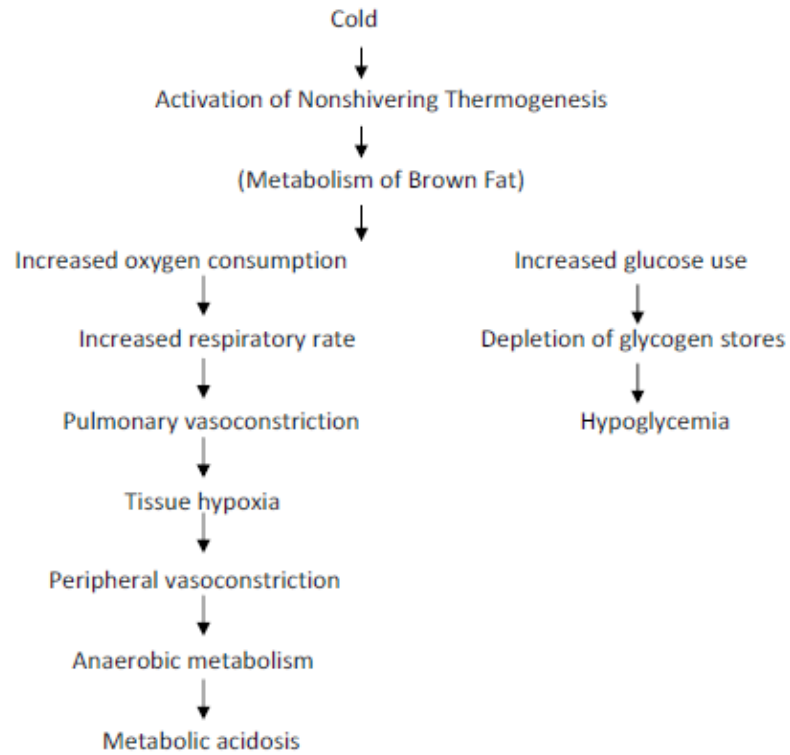 Cold
Activation of Nonshivering Thermogenesis
(Metabolism of Brown Fat)
Increased oxygen consumption
Increased glucose use
Increased respiratory rate
Depletion of glycogen stores
Pulmonary vasoconstriction
Hypoglycemia
Tissue hypoxia
Peripheral vasoconstriction
Anaerobic metabolism
Metabolic acidosis